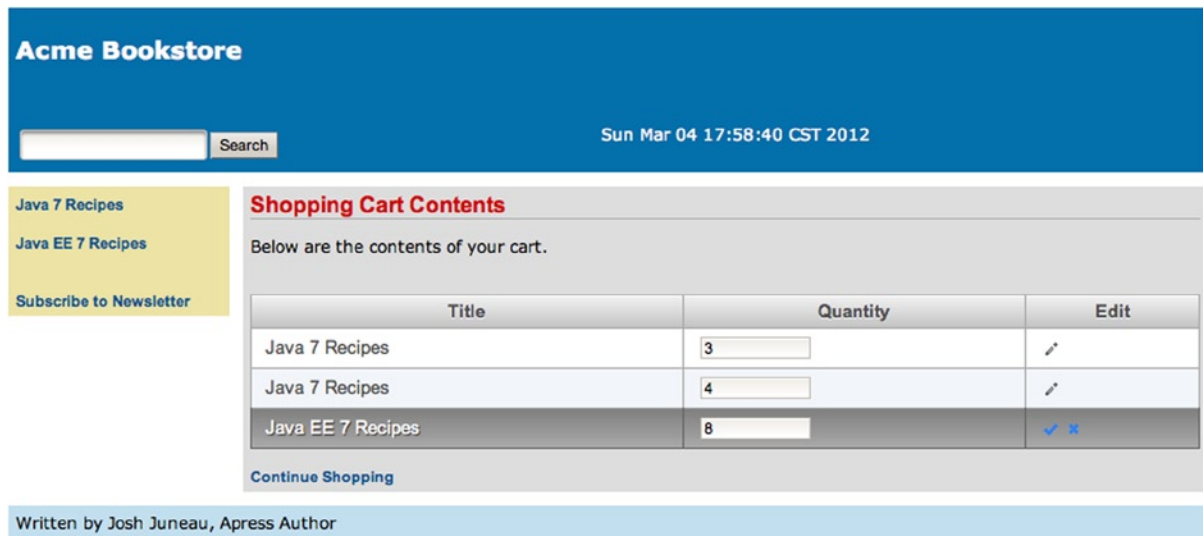 Acme Bookstore
Search
Sun Mar 04 17:58:40 CST 2012
Java 7 Recipes
Java EE 7 Recipes
Subscribe to Newsletter
Shopping Cart Contents
Below are the contents of your cart.
Title Quantity Edit
Java 7 Recipes 3
Java 7 Recipes 4
Java EE 7 Recipes 8
Continue Shopping
Written by Josh Juneau, Apress Author